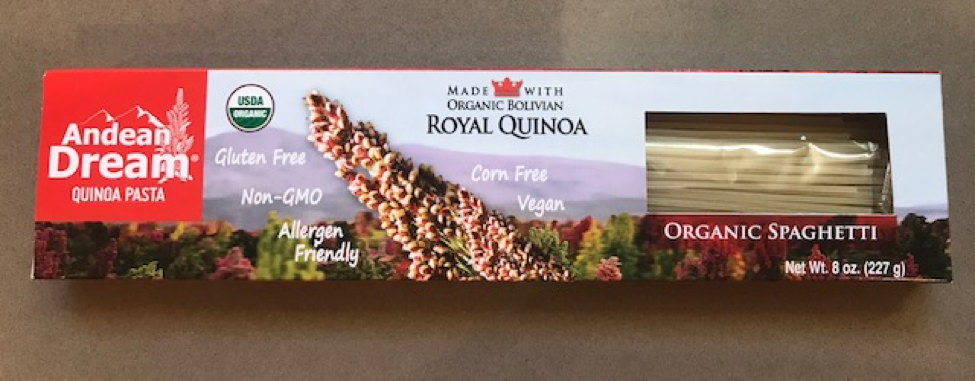 Andean
Dream®
QUINOA PASTA
USDA
ORGANIC
Gluten Free
Non-GMO
Allergen
Friendly
MADE WITH
ORGANIC BOLIVIAN
ROYAL QUINOA
Corn Free
Vegan
ORGANIC SPAGHETTI
Net Wt. 8 oz. (227 g)